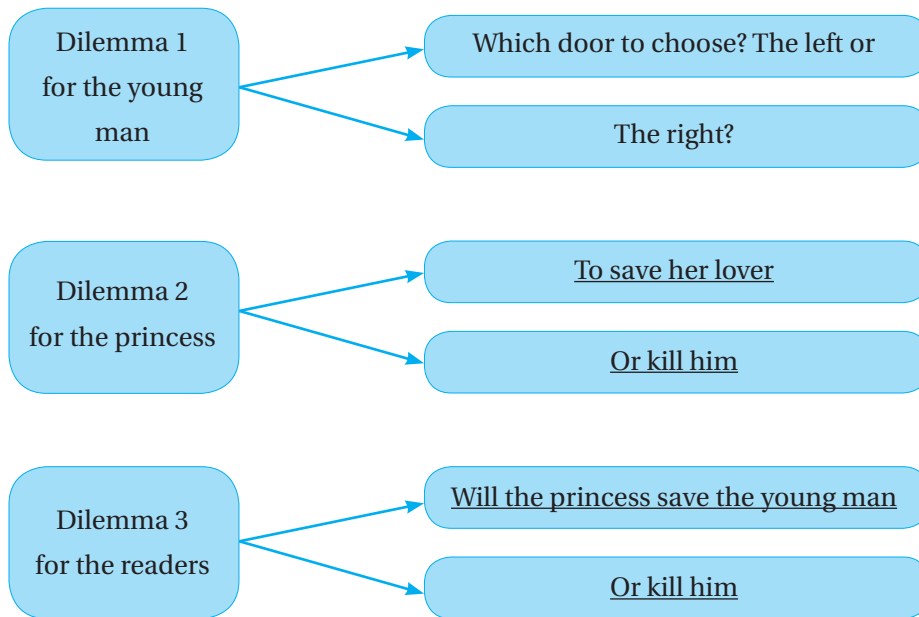 Dilemma 1
for the young
man
Which door to choose? The left or
The right?
Dilemma 2
for the princess
To save her lover
Or kill him
Dilemma 3
for the readers
Will the princess save the young man
Or kill him